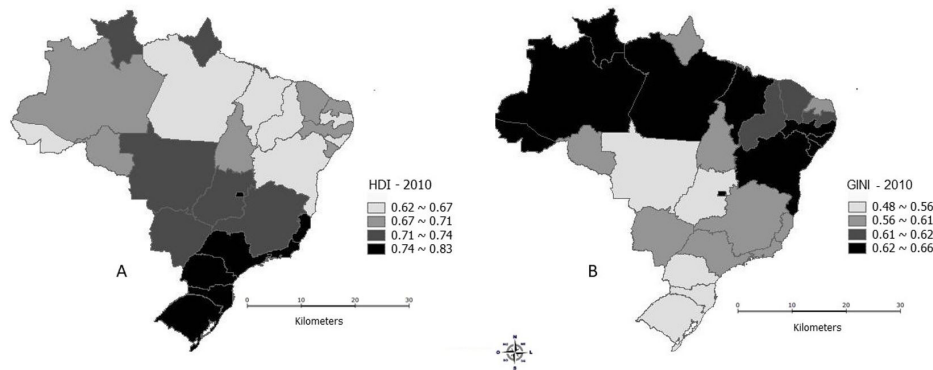 HDI - 2010
0.62 ~ 0.67
0.67 ~ 0.71
0.71 ~ 0.74
0.74 ~ 0.83
A
0 10 20 30
Kilometers
GINI - 2010
0.48 ~ 0.56
0.56 ~ 0.61
0.61 ~ 0.62
0.62 ~ 0.66
B
0 10 20 30
Kilometers
N
O L
S